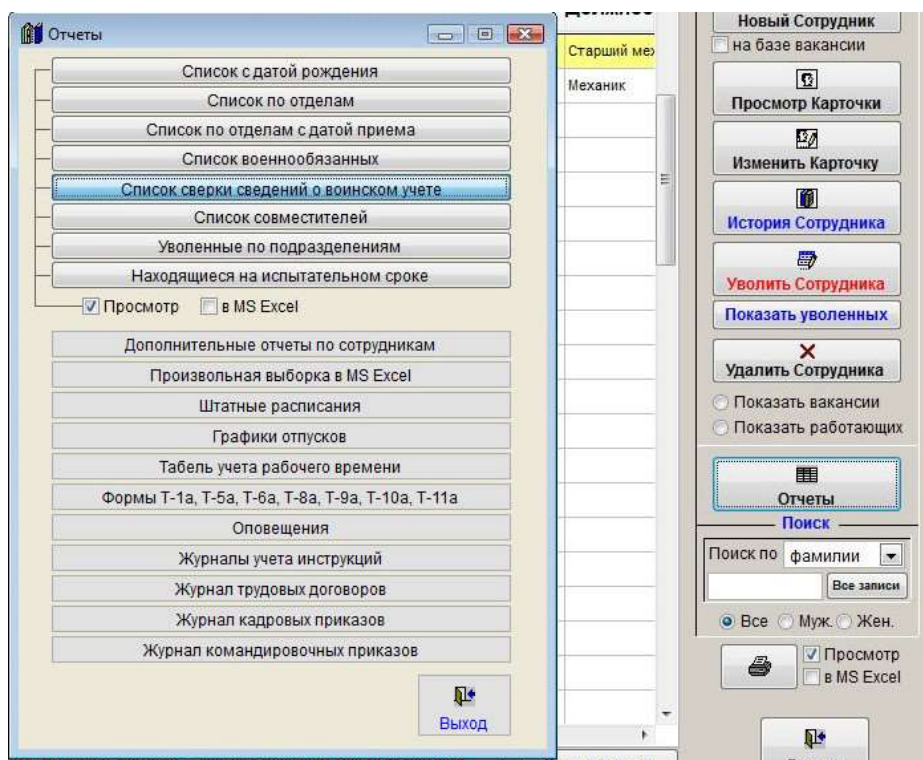 Отчеты
Список с датой рождения
Список по отделам
Список по отделам с датой приема
Список военнообязанных
Список сверки сведений о воинском учете
Список совместителей
Уволенные по подразделениям
Находящиеся на испытательном сроке
Просмотр
в MS Excel
Дополнительные отчеты по сотрудникам
Произвольная выборка в MS Excel
Штатные расписания
Графики отпусков
Табель учета рабочего времени
Формы Т-1а, Т-5а, Т-6а, Т-8а, Т-9а, Т-10а, Т-11а
Оповещения
Журналы учета инструкций
Журнал трудовых договоров
Журнал кадровых приказов
Журнал командировочных приказов
Выход
Старший мех
Механик
Новый Сотрудник
на базе вакансии
Просмотр Карточки
Изменить Карточку
История Сотрудника
Уволить Сотрудника
Показать уволенных
Удалить Сотрудника
Показать вакансии
Показать работающих
Отчеты
Поиск
Поиск по фамилии
Все записи
Все Муж. Жен.
Просмотр
в MS Excel